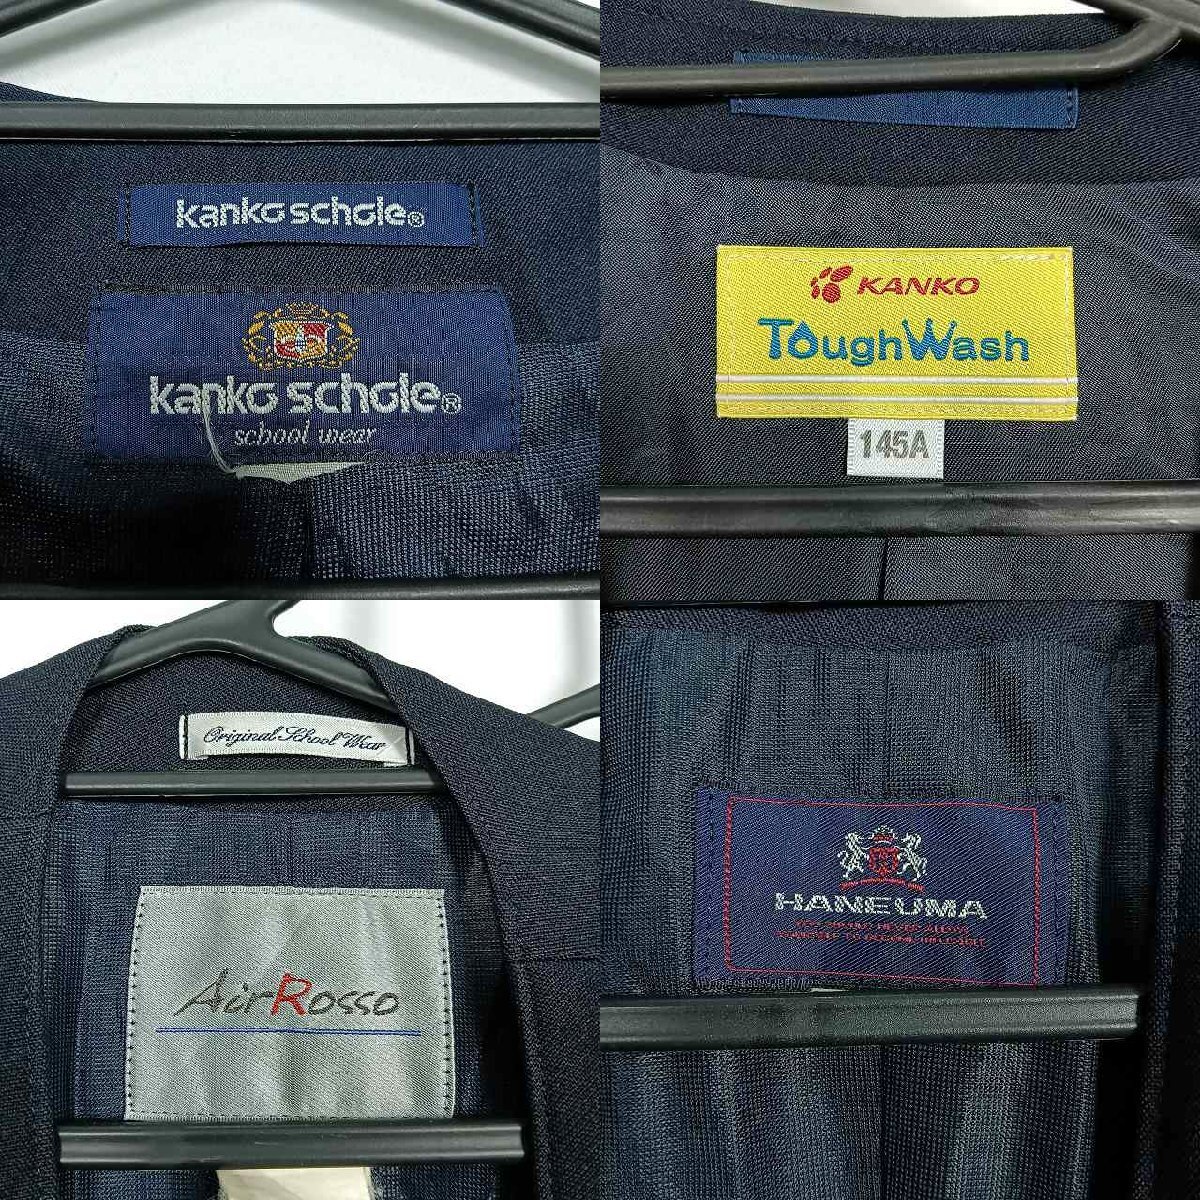 kanko schole®
kanko schole®
school wear
KANKO
ToughWash
145A
Original School Wear
AirRosso
HANEUMA